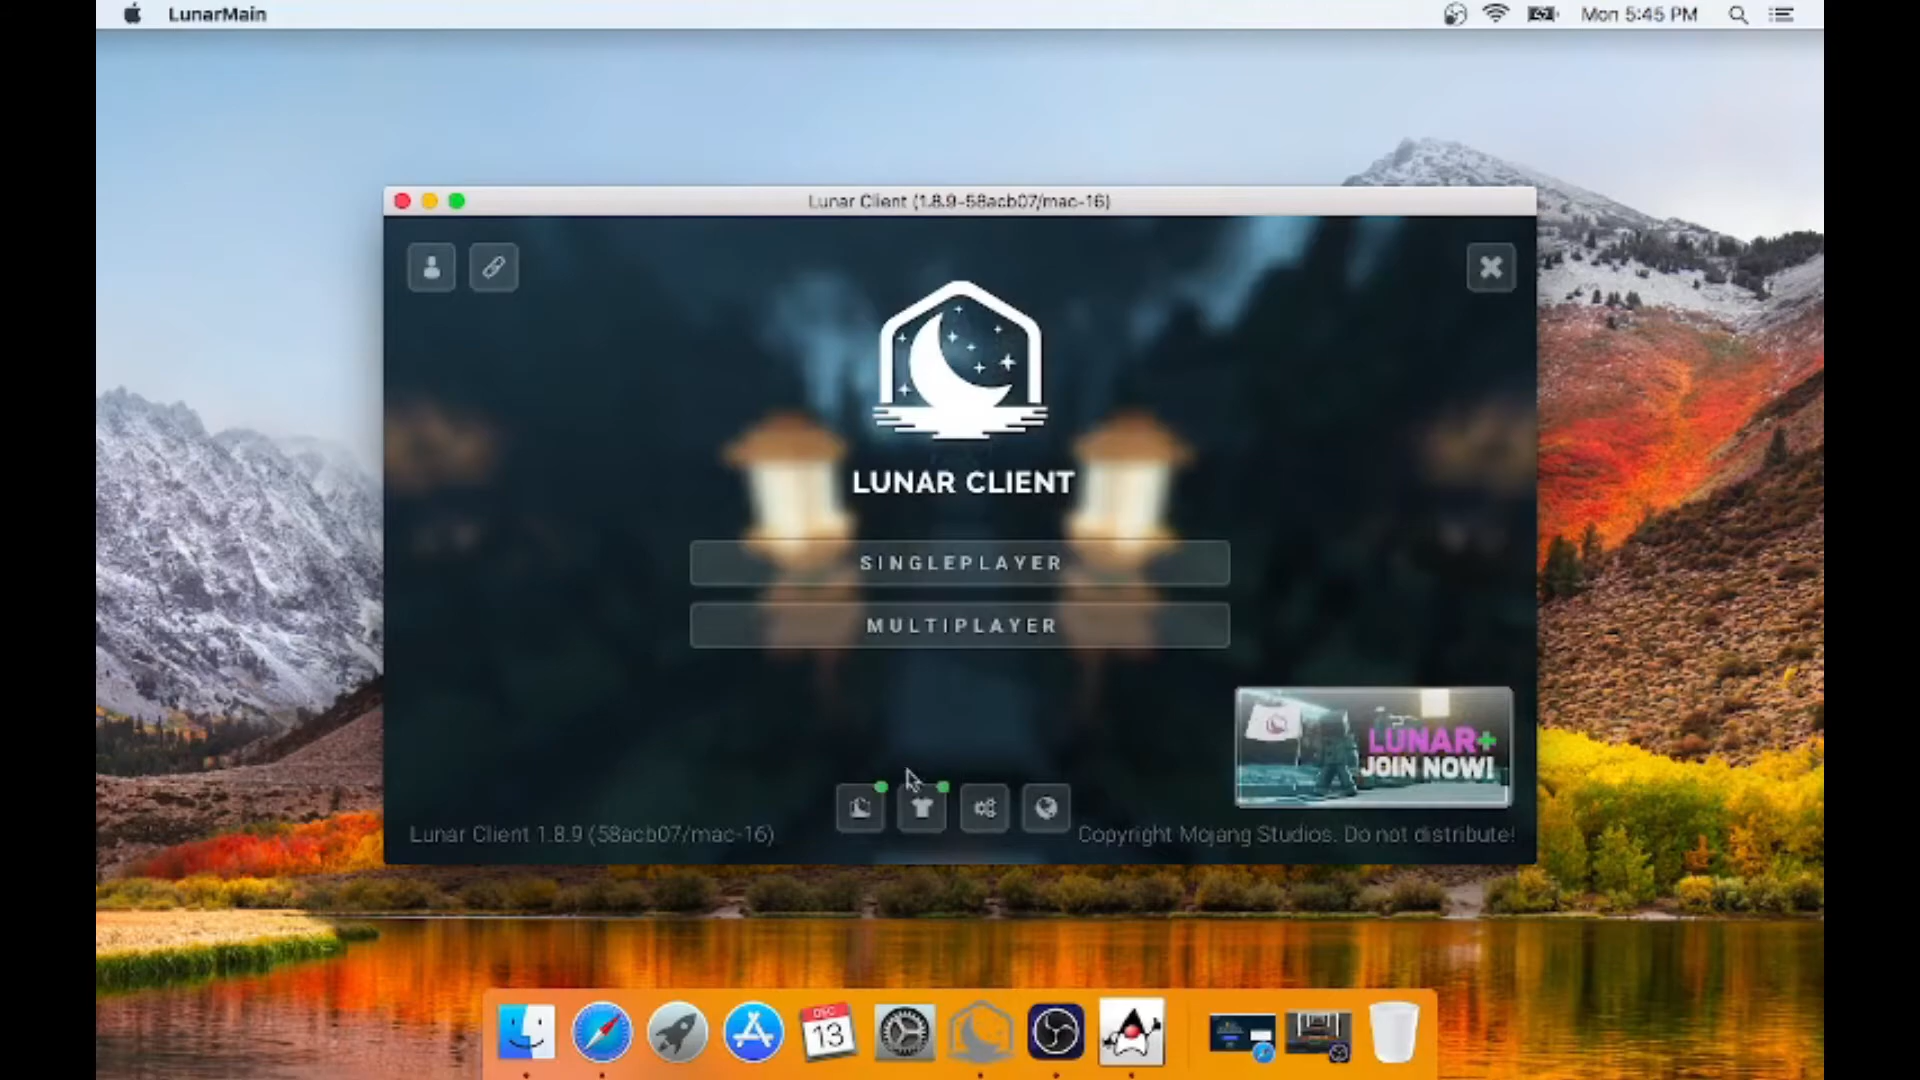 LunarMain
Mon 5:45 PM
Lunar Client (1.8.9-58acb07/mac-16)
LUNAR CLIENT
SINGLEPLAYER
MULTIPLAYER
LUNAR+
JOIN NOW!
Lunar Client 1.8.9 (58acb07/mac-16)
Copyright Mojang Studios. Do not distribute!
DEC
13